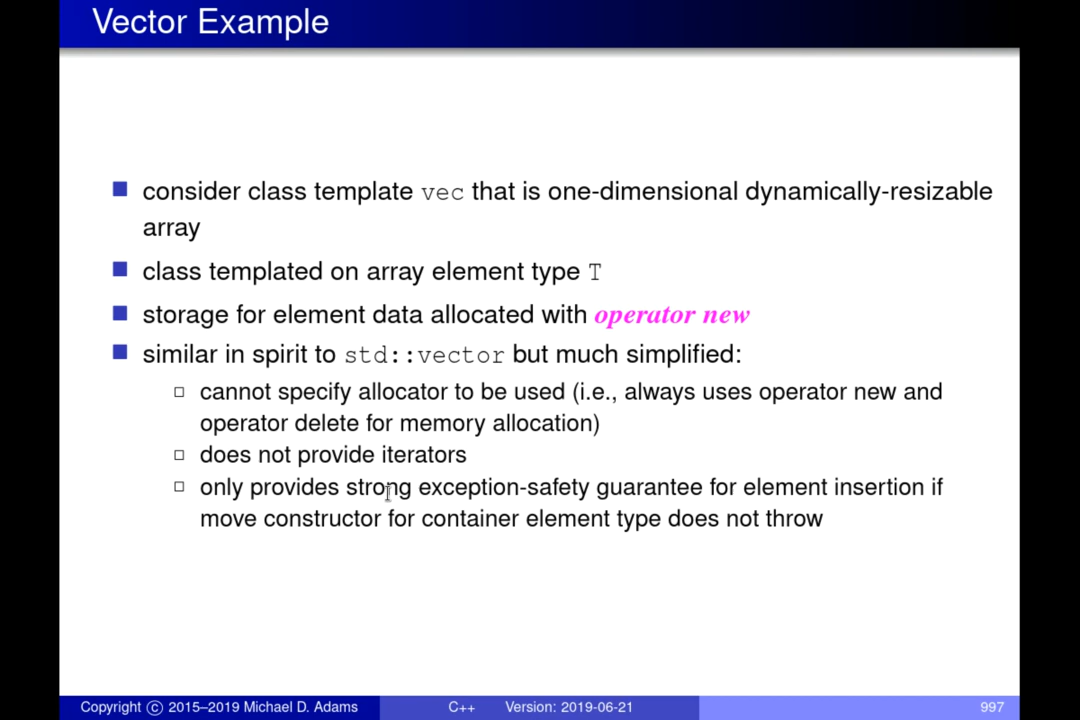 Vector Example
consider class template vec that is one-dimensional dynamically-resizable
array
class templated on array element type T
storage for element data allocated with operator new
similar in spirit to std::vector but much simplified:
cannot specify allocator to be used (i.e., always uses operator new and
operator delete for memory allocation)
does not provide iterators
only provides strong exception-safety guarantee for element insertion if
move constructor for container element type does not throw
Copyright © 2015–2019 Michael D. Adams C++ Version: 2019-06-21 997